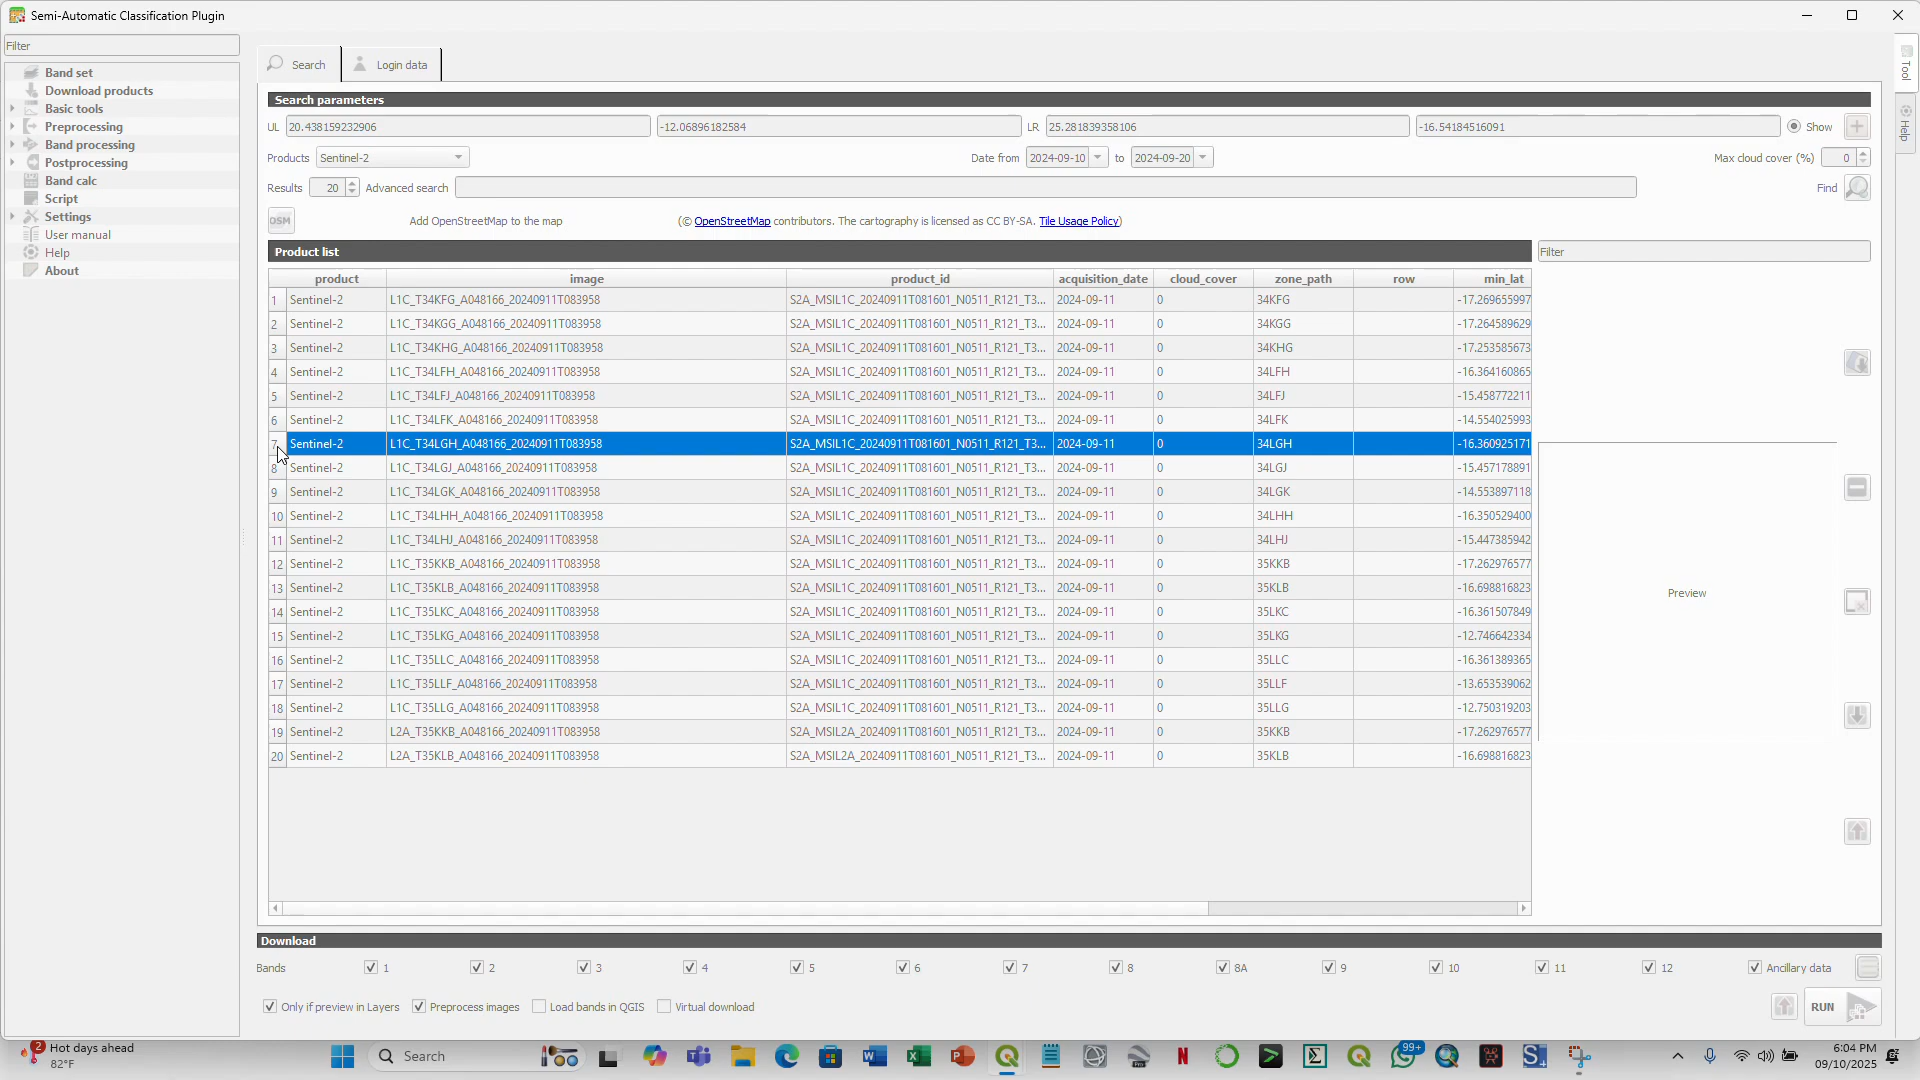 Semi-Automatic Classification Plugin
Filter
Band set
Download products
Basic tools
Preprocessing
Band processing
Postprocessing
Band calc
Script
Settings
User manual
Help
About
Search Login data
Search parameters
UL 20.438159232906 -12.06896182584 LR 25.281839358106 -16.54184516091 Show
Products Sentinel-2 Date from 2024-09-10 to 2024-09-20 Max cloud cover (%) 0
Results 20 Advanced search Find
OSM Add OpenStreetMap to the map (© OpenStreetMap contributors. The cartography is licensed as CC BY-SA. Tile Usage Policy)
Product list Filter
product image product_id acquisition_date cloud_cover zone_path row min_lat
1 Sentinel-2 L1C_T34KFG_A048166_20240911T083958 S2A_MSIL1C_20240911T081601_N0511_R121_T3... 2024-09-11 0 34KFG -17.269655997
2 Sentinel-2 L1C_T34KGG_A048166_20240911T083958 S2A_MSIL1C_20240911T081601_N0511_R121_T3... 2024-09-11 0 34KGG -17.264589629
3 Sentinel-2 L1C_T34KHG_A048166_20240911T083958 S2A_MSIL1C_20240911T081601_N0511_R121_T3... 2024-09-11 0 34KHG -17.253585673
4 Sentinel-2 L1C_T34LFH_A048166_20240911T083958 S2A_MSIL1C_20240911T081601_N0511_R121_T3... 2024-09-11 0 34LFH -16.364160865
5 Sentinel-2 L1C_T34LFJ_A048166_20240911T083958 S2A_MSIL1C_20240911T081601_N0511_R121_T3... 2024-09-11 0 34LFJ -15.458772211
6 Sentinel-2 L1C_T34LFK_A048166_20240911T083958 S2A_MSIL1C_20240911T081601_N0511_R121_T3... 2024-09-11 0 34LFK -14.554025993
7 Sentinel-2 L1C_T34LGH_A048166_20240911T083958 S2A_MSIL1C_20240911T081601_N0511_R121_T3... 2024-09-11 0 34LGH -16.360925171
8 Sentinel-2 L1C_T34LGJ_A048166_20240911T083958 S2A_MSIL1C_20240911T081601_N0511_R121_T3... 2024-09-11 0 34LGJ -15.457178891
9 Sentinel-2 L1C_T34LGK_A048166_20240911T083958 S2A_MSIL1C_20240911T081601_N0511_R121_T3... 2024-09-11 0 34LGK -14.553897118
10 Sentinel-2 L1C_T34LHH_A048166_20240911T083958 S2A_MSIL1C_20240911T081601_N0511_R121_T3... 2024-09-11 0 34LHH -16.350529400
11 Sentinel-2 L1C_T34LHJ_A048166_20240911T083958 S2A_MSIL1C_20240911T081601_N0511_R121_T3... 2024-09-11 0 34LHJ -15.447385942
12 Sentinel-2 L1C_T35KKB_A048166_20240911T083958 S2A_MSIL1C_20240911T081601_N0511_R121_T3... 2024-09-11 0 35KKB -17.262976577
13 Sentinel-2 L1C_T35KLB_A048166_20240911T083958 S2A_MSIL1C_20240911T081601_N0511_R121_T3... 2024-09-11 0 35KLB -16.698816823
14 Sentinel-2 L1C_T35LKC_A048166_20240911T083958 S2A_MSIL1C_20240911T081601_N0511_R121_T3... 2024-09-11 0 35LKC -16.361507849
15 Sentinel-2 L1C_T35LKG_A048166_20240911T083958 S2A_MSIL1C_20240911T081601_N0511_R121_T3... 2024-09-11 0 35LKG -12.746642334
16 Sentinel-2 L1C_T35LLC_A048166_20240911T083958 S2A_MSIL1C_20240911T081601_N0511_R121_T3... 2024-09-11 0 35LLC -16.361389365
17 Sentinel-2 L1C_T35LLF_A048166_20240911T083958 S2A_MSIL1C_20240911T081601_N0511_R121_T3... 2024-09-11 0 35LLF -13.653539062
18 Sentinel-2 L1C_T35LLG_A048166_20240911T083958 S2A_MSIL1C_20240911T081601_N0511_R121_T3... 2024-09-11 0 35LLG -12.750319203
19 Sentinel-2 L2A_T35KKB_A048166_20240911T083958 S2A_MSIL2A_20240911T081601_N0511_R121_T3... 2024-09-11 0 35KKB -17.262976577
20 Sentinel-2 L2A_T35KLB_A048166_20240911T083958 S2A_MSIL2A_20240911T081601_N0511_R121_T3... 2024-09-11 0 35KLB -16.698816823
Preview
Tool
Help
Download
Bands 1 2 3 4 5 6 7 8 8A 9 10 11 12 Ancillary data
Only if preview in Layers Preprocess images Load bands in QGIS Virtual download RUN
2 Hot days ahead
82°F
Search
99+
6:04 PM
09/10/2025